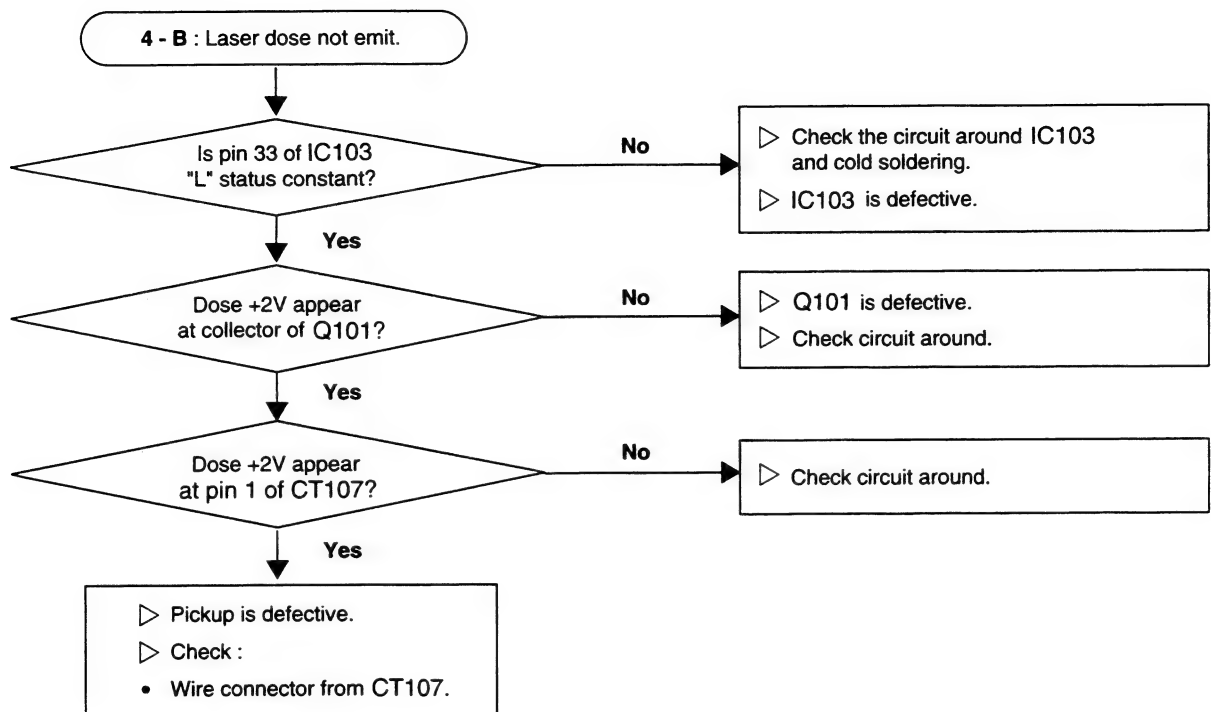 4 - B : Laser dose not emit.
Is pin 33 of IC103
"L" status constant?
No
▷ Check the circuit around IC103
and cold soldering.
▷ IC103 is defective.
Yes
Dose +2V appear
at collector of Q101?
No
▷ Q101 is defective.
▷ Check circuit around.
Yes
Dose +2V appear
at pin 1 of CT107?
No
▷ Check circuit around.
Yes
▷ Pickup is defective.
▷ Check :
• Wire connector from CT107.